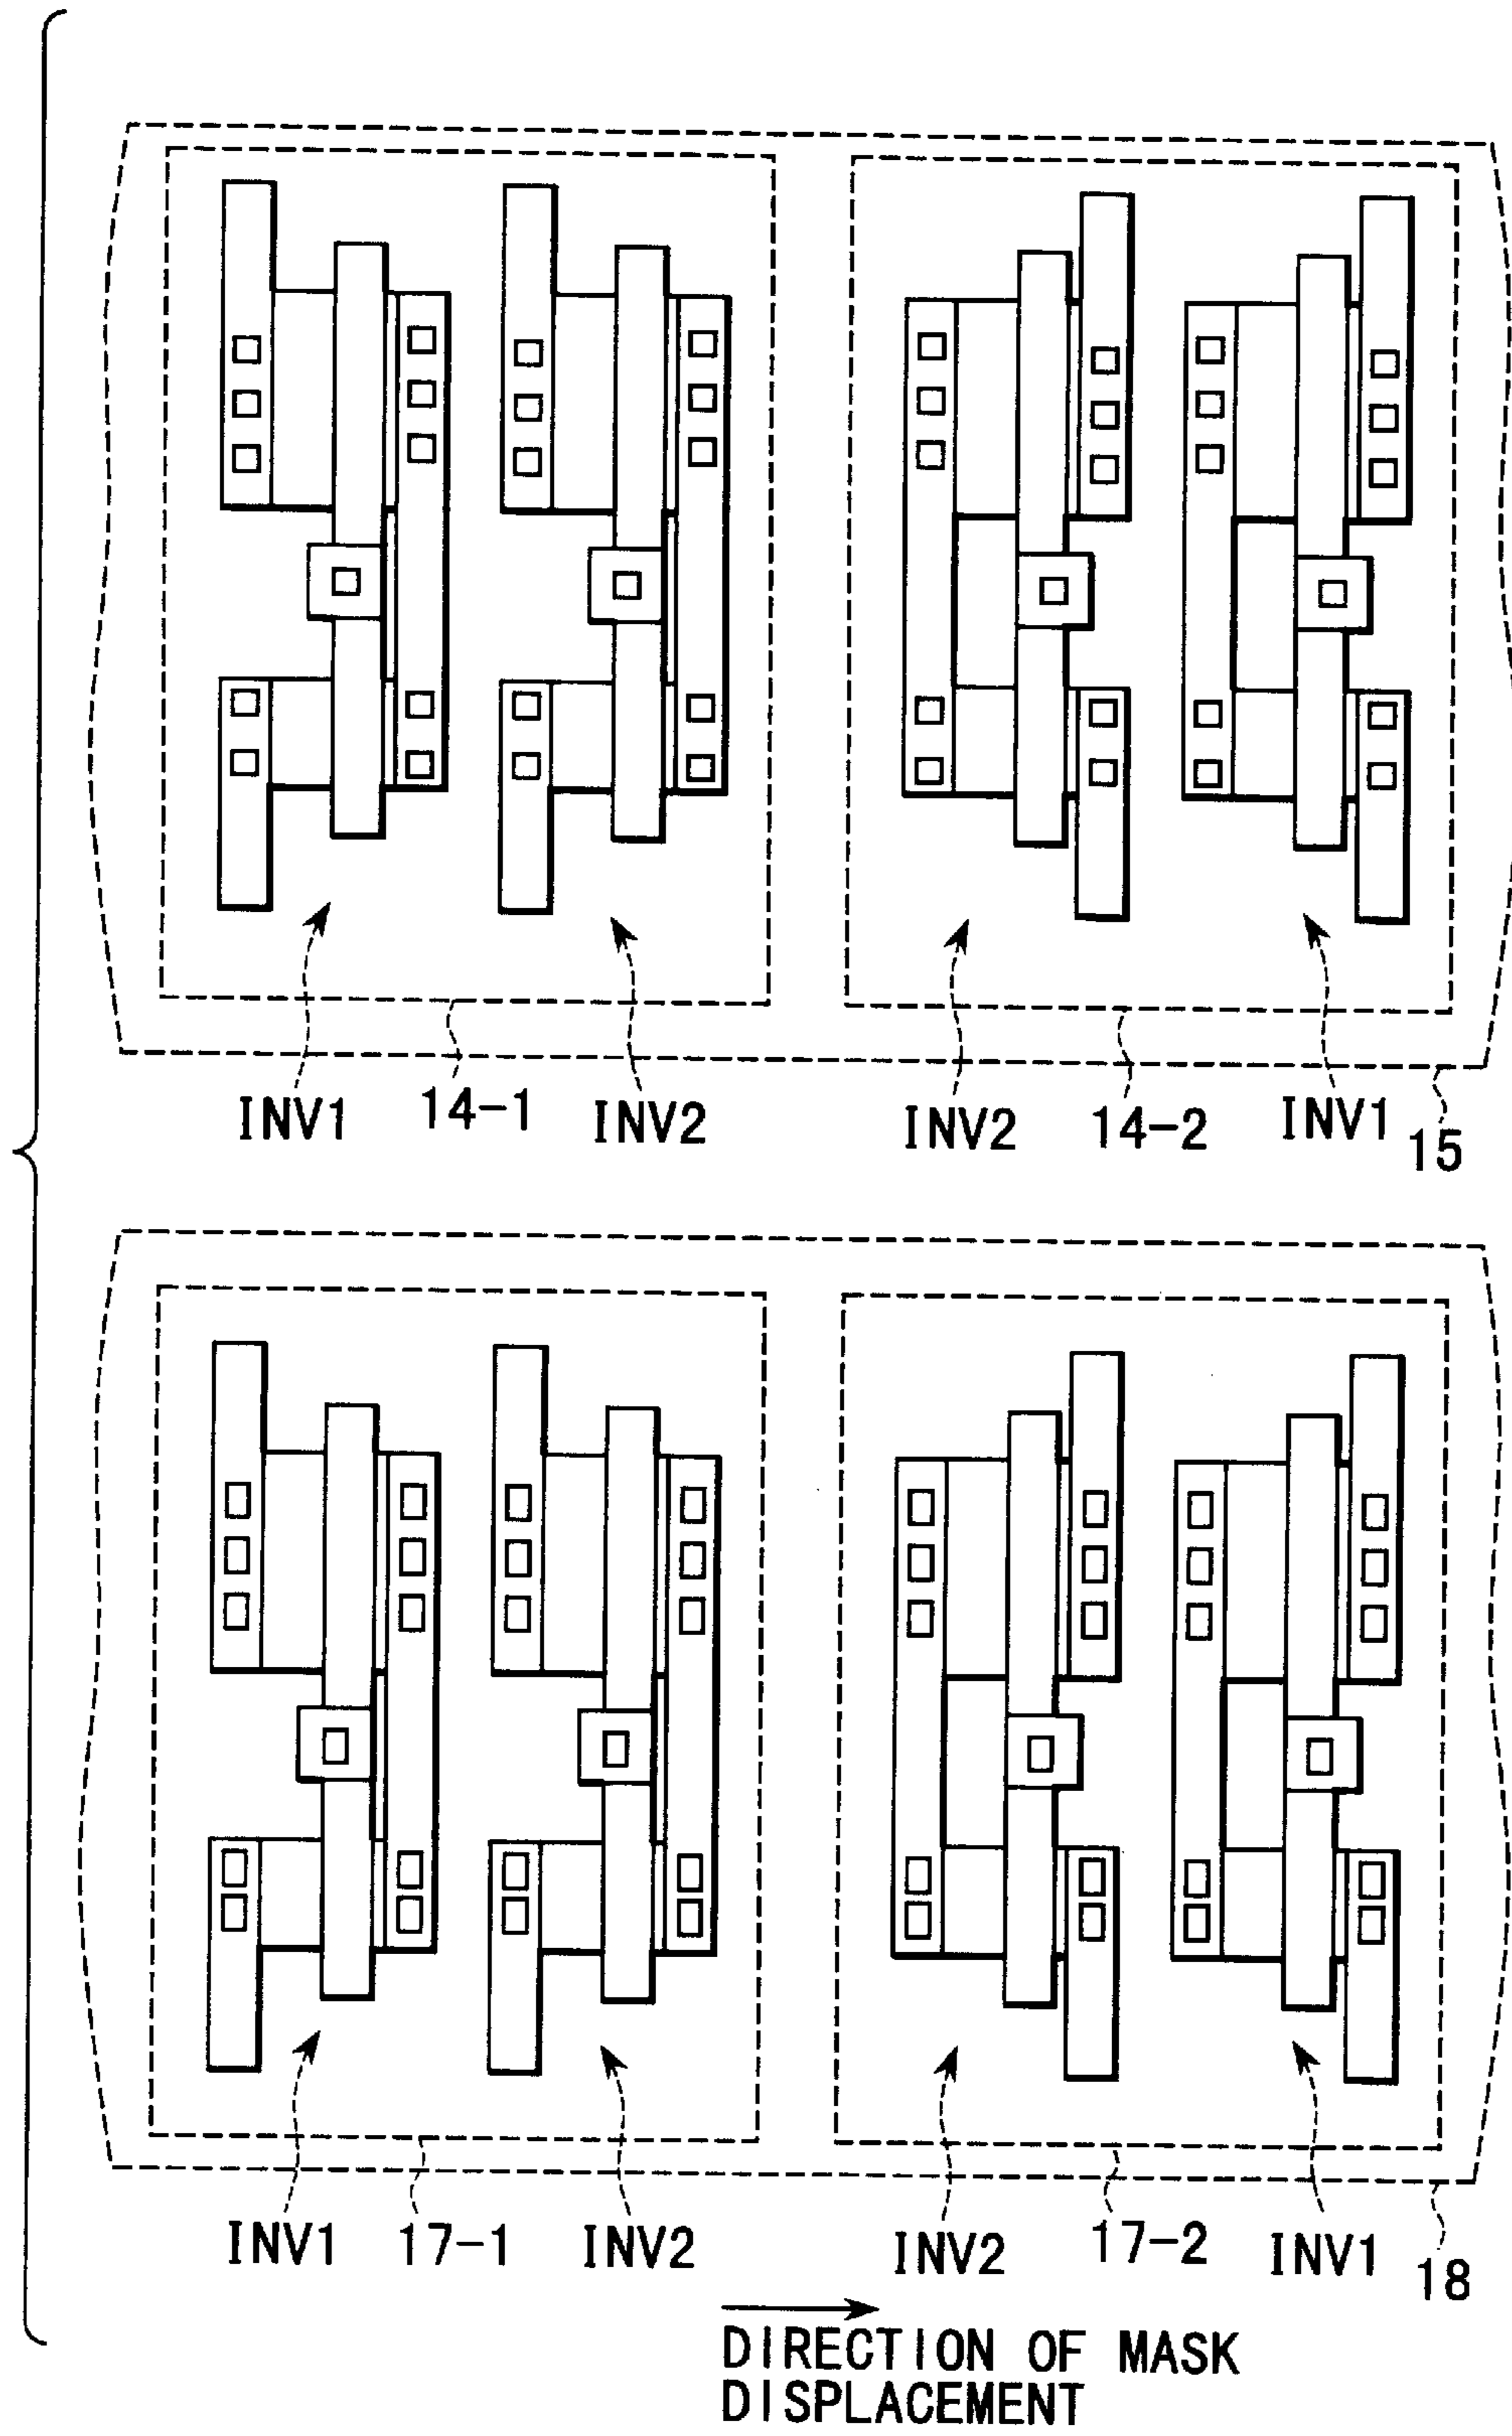 INV1 14-1 INV2 INV2 14-2 INV1 15
INV1 17-1 INV2 INV2 17-2 INV1 18
DIRECTION OF MASK
DISPLACEMENT